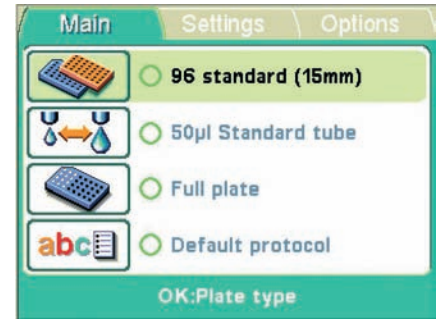 Main Settings Options
96 standard (15mm)
50µl Standard tube
Full plate
abc Default protocol
OK:Plate type